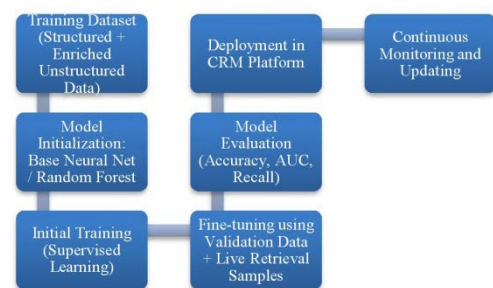 Training Dataset
(Structured +
Enriched
Unstructured
Data)
Model
Initialization:
Base Neural Net
/ Random Forest
Initial Training
(Supervised
Learning)
Fine-tuning using
Validation Data
+ Live Retrieval
Samples
Model
Evaluation
(Accuracy, AUC,
Recall)
Deployment in
CRM Platform
Continuous
Monitoring and
Updating